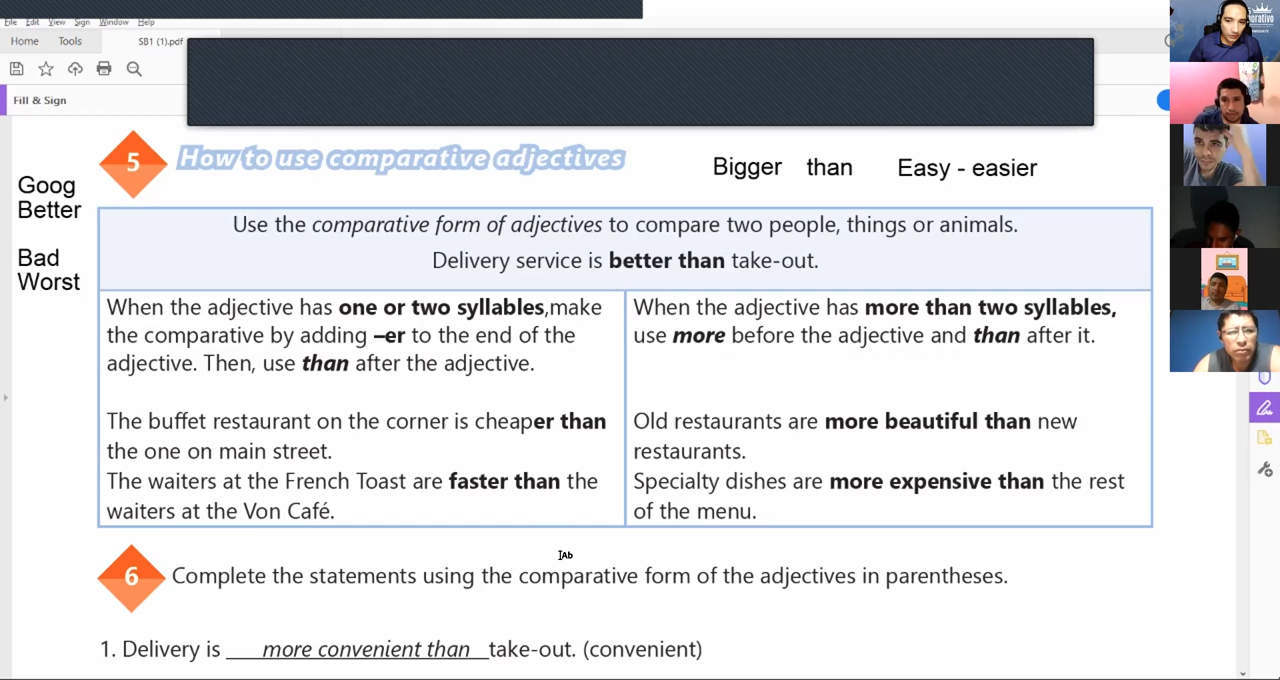 File Edit View Sign Window Help
Home Tools SB1 (1).pdf
Fill & Sign
5 How to use comparative adjectives
Bigger than Easy - easier
Goog
Better
Bad
Worst
Use the comparative form of adjectives to compare two people, things or animals.
Delivery service is better than take-out.
When the adjective has one or two syllables,make
the comparative by adding –er to the end of the
adjective. Then, use than after the adjective.
The buffet restaurant on the corner is cheaper than
the one on main street.
The waiters at the French Toast are faster than the
waiters at the Von Café.
When the adjective has more than two syllables,
use more before the adjective and than after it.
Old restaurants are more beautiful than new
restaurants.
Specialty dishes are more expensive than the rest
of the menu.
Ab
6 Complete the statements using the comparative form of the adjectives in parentheses.
1. Delivery is ___more convenient than__take-out. (convenient)